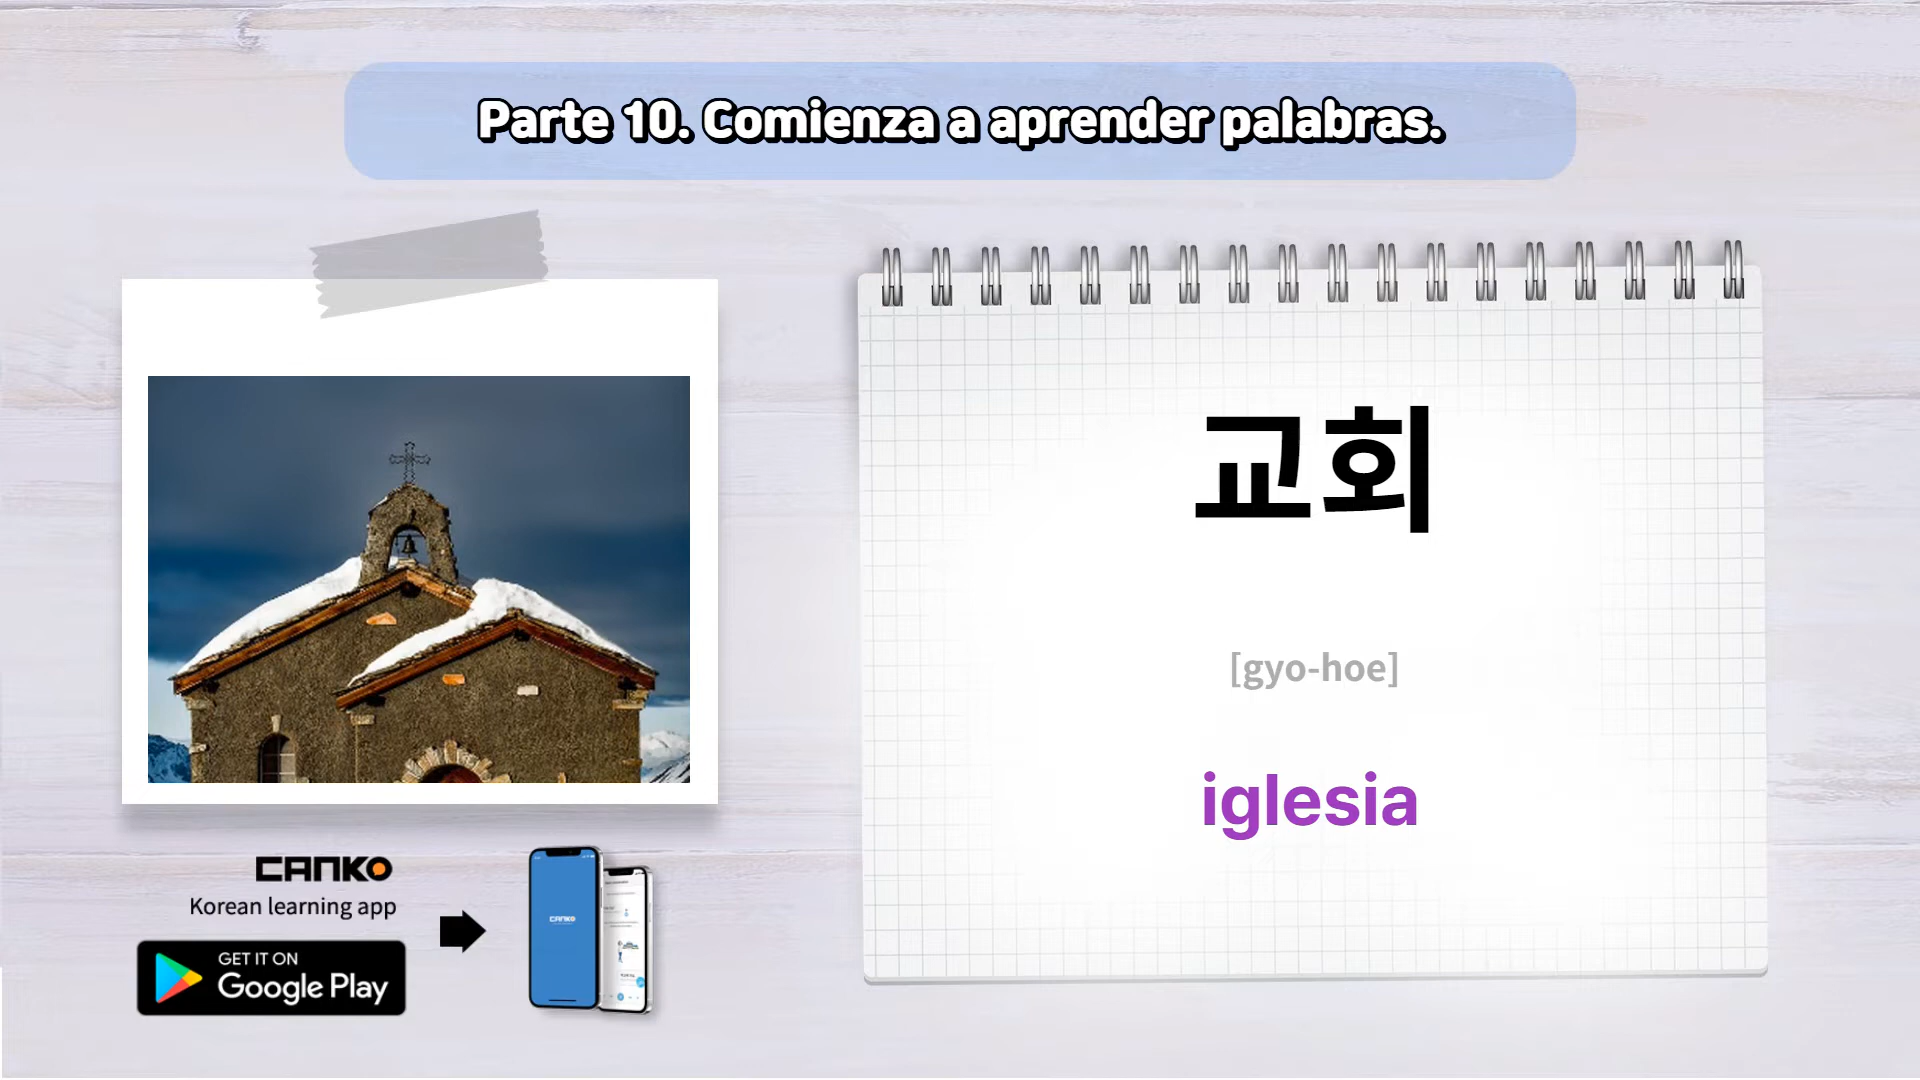 Parte 10. Comienza a aprender palabras.
교회
[gyo-hoe]
iglesia
CANKO
Korean learning app
GET IT ON
Google Play
CANKO